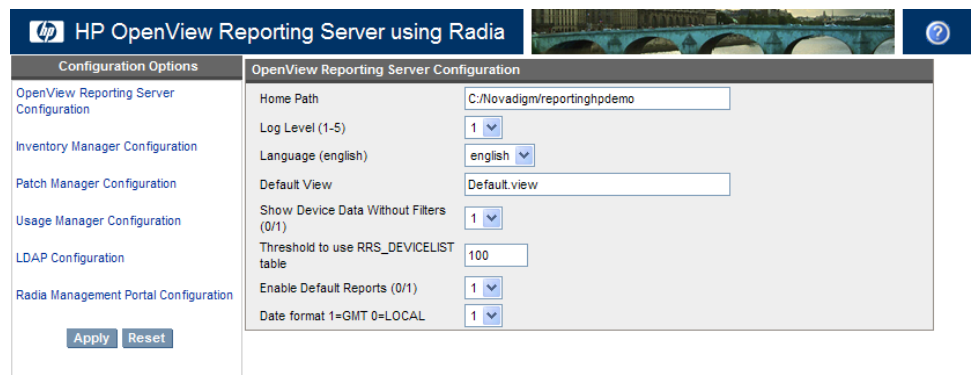 hp HP OpenView Reporting Server using Radia ?
Configuration Options
OpenView Reporting Server
Configuration
Inventory Manager Configuration
Patch Manager Configuration
Usage Manager Configuration
LDAP Configuration
Radia Management Portal Configuration
Apply Reset
OpenView Reporting Server Configuration
Home Path C:/Novadigm/reportinghpdemo
Log Level (1-5) 1
Language (english) english
Default View Default.view
Show Device Data Without Filters
(0/1) 1
Threshold to use RRS_DEVICELIST
table 100
Enable Default Reports (0/1) 1
Date format 1=GMT 0=LOCAL 1